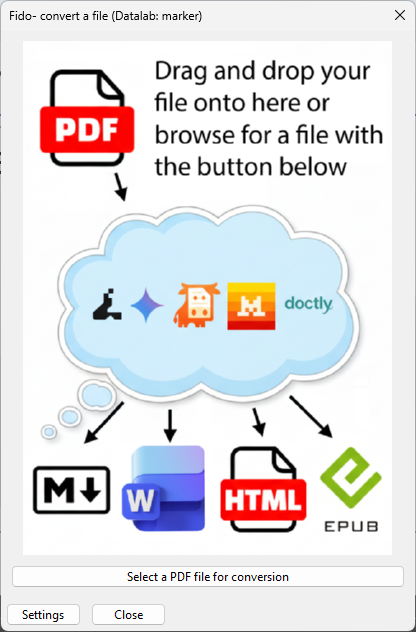 Fido- convert a file (Datalab: marker)
Drag and drop your
file onto here or
browse for a file with
the button below
PDF
doctly.
M
W
HTML
EPUB
Select a PDF file for conversion
Settings
Close